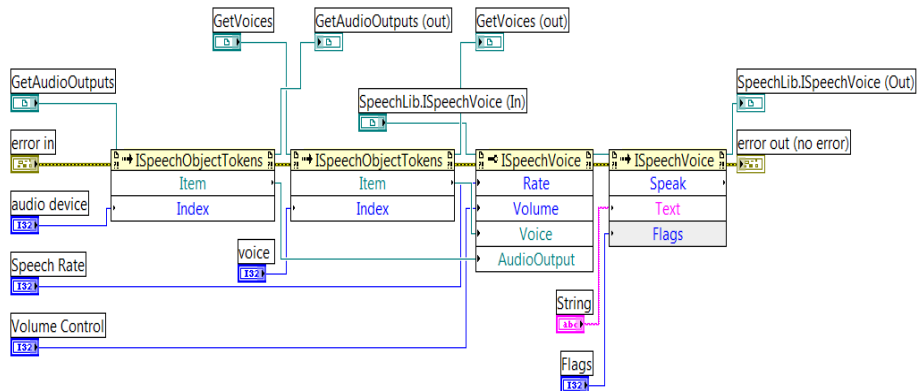 GetVoices
GetAudioOutputs (out)
GetVoices (out)
GetAudioOutputs
SpeechLib.ISpeechVoice (In)
SpeechLib.ISpeechVoice (Out)
error in
error out (no error)
ISpeechObjectTokens
Item
Index
ISpeechObjectTokens
Item
Index
ISpeechVoice
Rate
Volume
Voice
AudioOutput
ISpeechVoice
Speak
Text
Flags
audio device
I32
Speech Rate
I32
voice
I32
Volume Control
I32
String
abc
Flags
I32